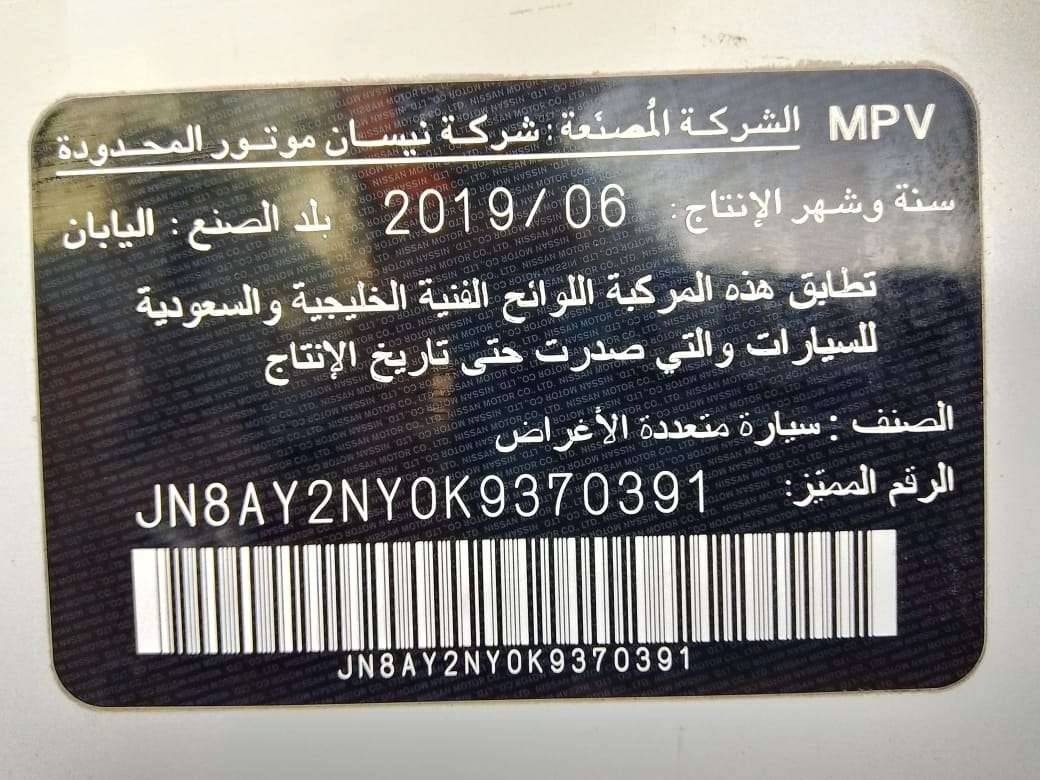 MPV الشركة المُصنّعة : شركة نيسان موتور المحدودة
سنة وشهر الإنتاج: 2019/06 بلد الصنع : اليابان
تطابق هذه المركبة اللوائح الفنية الخليجية والسعودية
للسيارات والتي صدرت حتى تاريخ الإنتاج
الصنف : سيارة متعددة الأغراض
الرقم المميّز: JN8AY2NY0K9370391
JN8AY2NY0K9370391